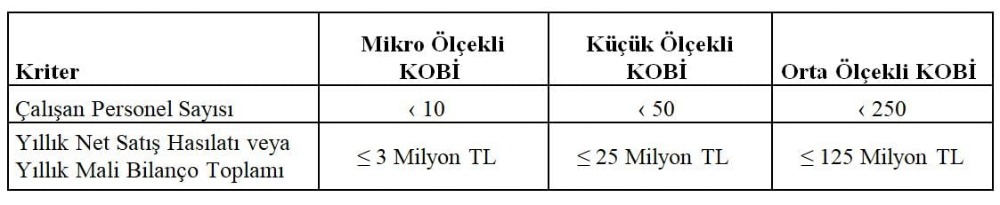 Kriter
Mikro Ölçekli
KOBİ
Küçük Ölçekli
KOBİ
Orta Ölçekli KOBİ
Çalışan Personel Sayısı
‹ 10
‹ 50
‹ 250
Yıllık Net Satış Hasılatı veya
Yıllık Mali Bilanço Toplamı
≤ 3 Milyon TL
≤ 25 Milyon TL
≤ 125 Milyon TL